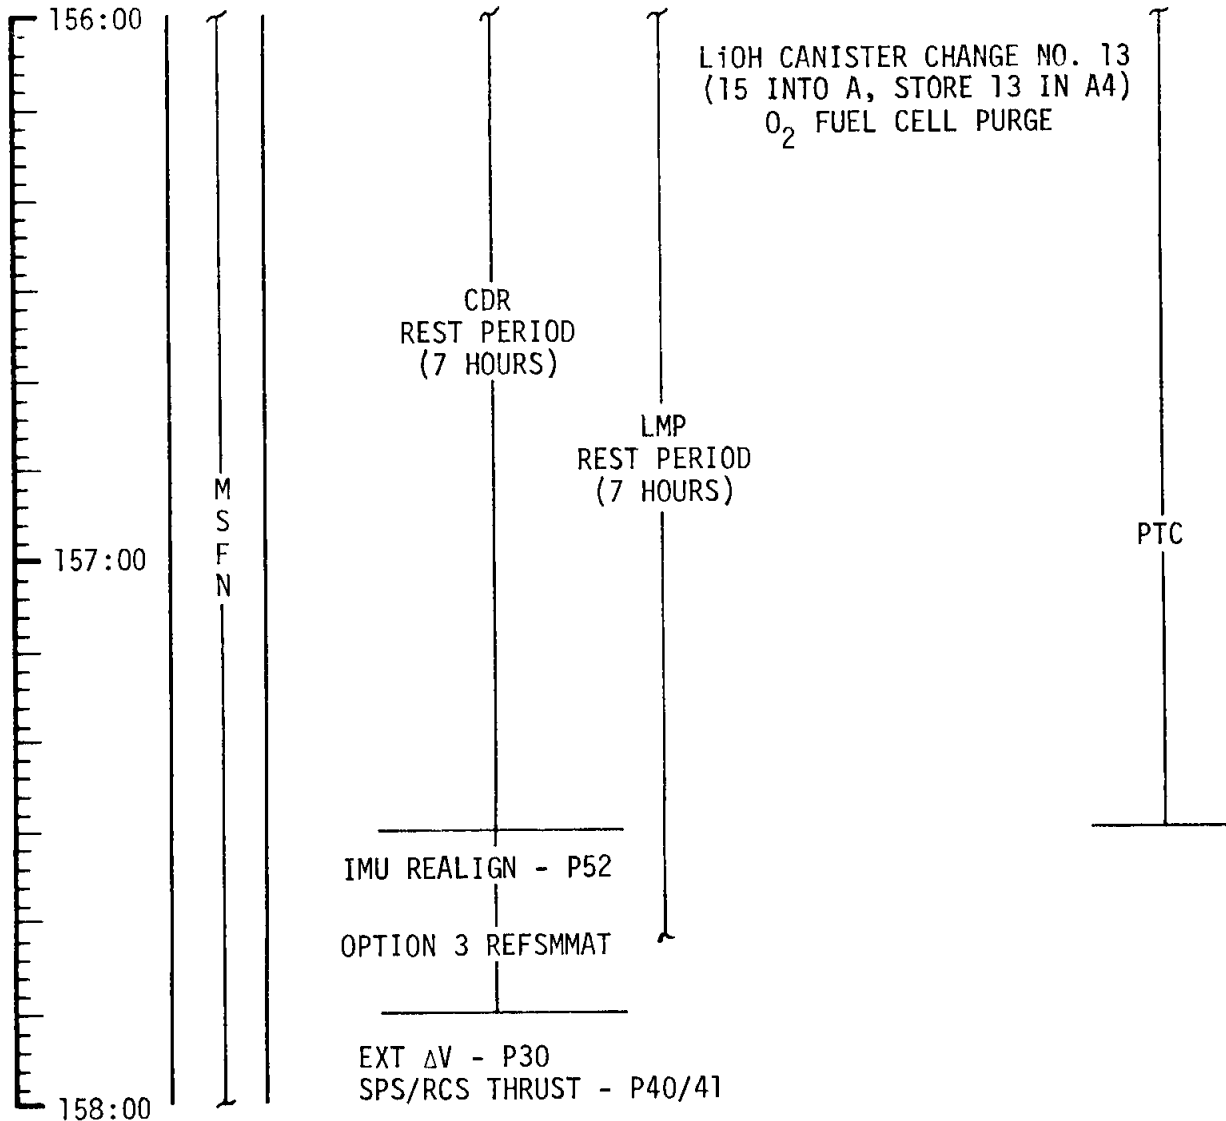 156:00
LiOH CANISTER CHANGE NO. 13
(15 INTO A, STORE 13 IN A4)
O2 FUEL CELL PURGE
CDR
REST PERIOD
(7 HOURS)
LMP
REST PERIOD
(7 HOURS)
M
S
F
N
PTC
157:00
IMU REALIGN - P52
OPTION 3 REFSMMAT
EXT ΔV - P30
SPS/RCS THRUST - P40/41
158:00